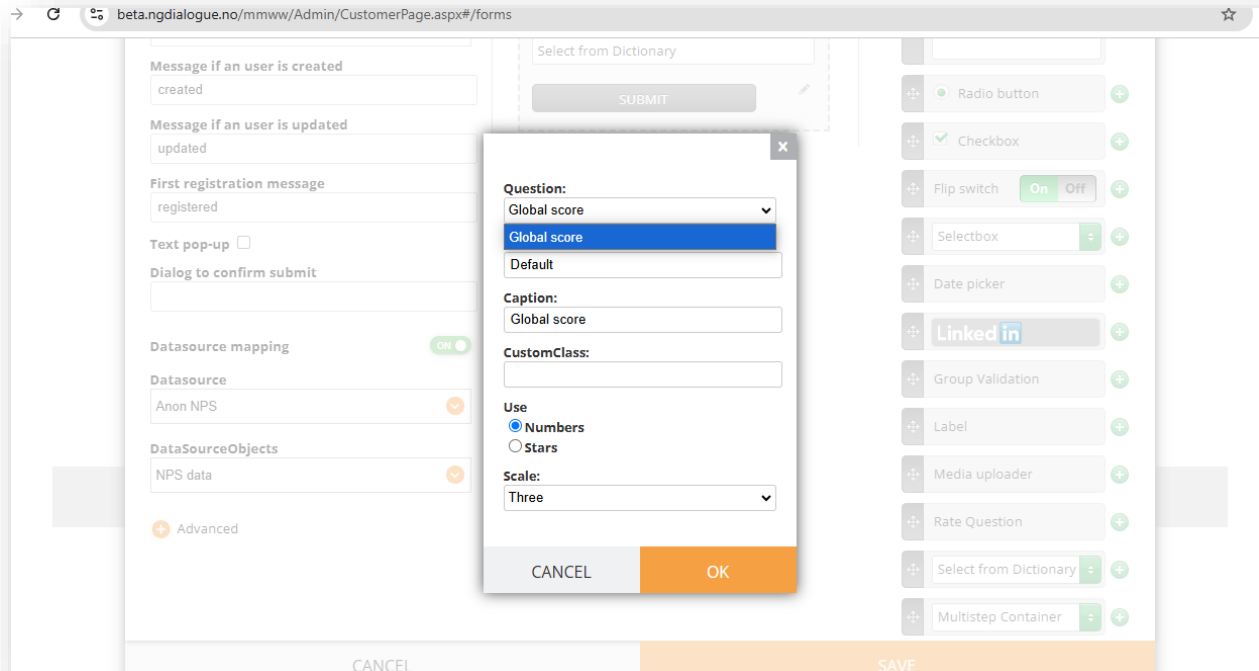 beta.ngdialogue.no/mmww/Admin/CustomerPage.aspx#/forms
Message if an user is created
created
Message if an user is updated
updated
First registration message
registered
Text pop-up
Dialog to confirm submit
Datasource mapping
ON
Datasource
Anon NPS
DataSourceObjects
NPS data
Advanced
Select from Dictionary
SUBMIT
x
Question:
Global score
Global score
Default
Caption:
Global score
CustomClass:
Use
Numbers
Stars
Scale:
Three
CANCEL
OK
Radio button
Checkbox
Flip switch
On
Off
Selectbox
Date picker
Linked in
Group Validation
Label
Media uploader
Rate Question
Select from Dictionary
Multistep Container
CANCEL
SAVE